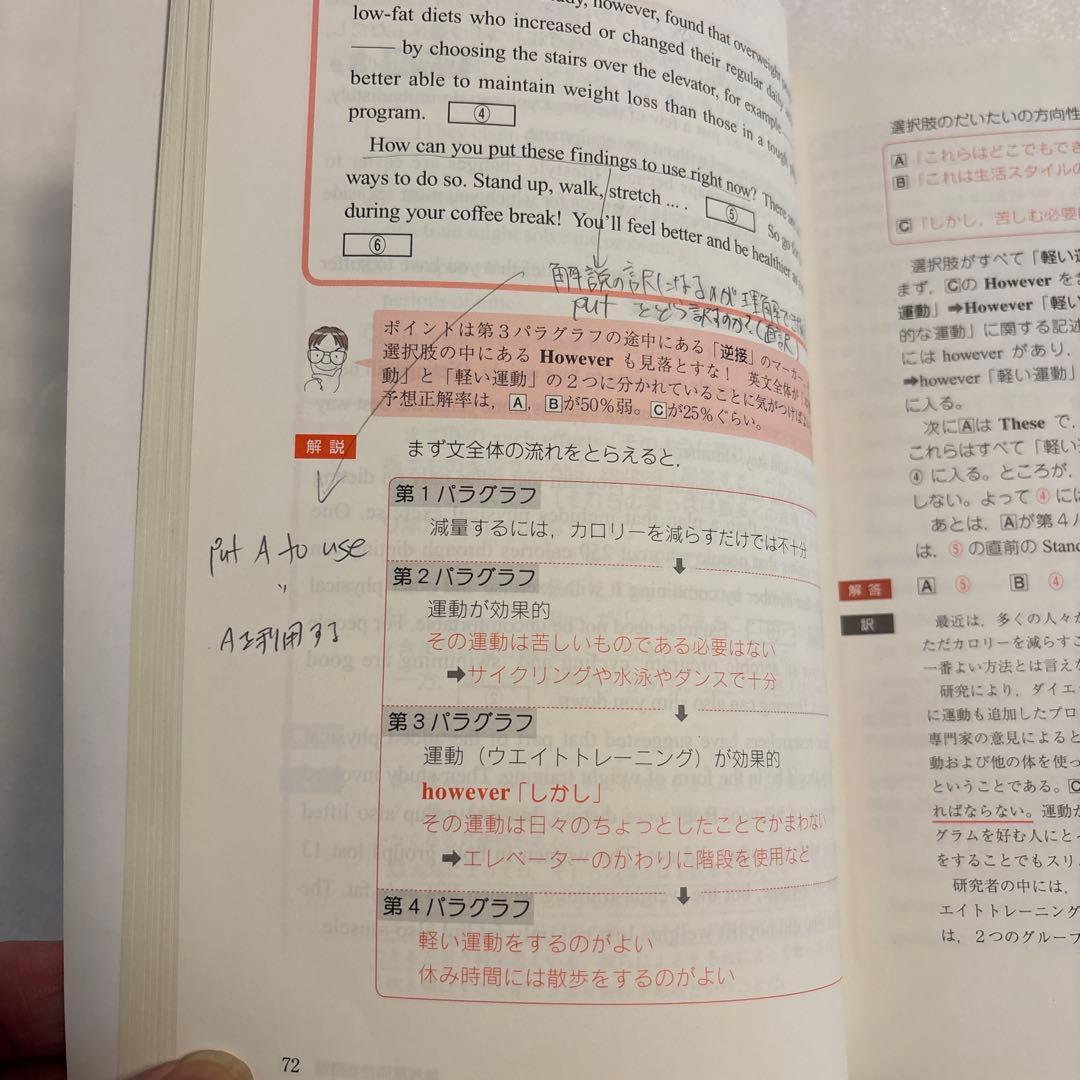 however, found that overweight
low-fat diets who increased or changed their regular daily
by choosing the stairs over the elevator, for example,
better able to maintain weight loss than those in a tough
program. ④
How can you put these findings to use right now? There
ways to do so. Stand up, walk, stretch ... . ⑤ So go
during your coffee break! You'll feel better and be healthier
⑥
解説の訳になるのが理解で
put をどう訳すのか?(直訳)
ポイントは第３パラグラフの途中にある「逆接」のマーカー
選択肢の中にある However も見落とすな！ 英文全体が
動」と「軽い運動」の２つに分かれていることに気がつけば
予想正解率は，A，Bが50％弱。Cが25％ぐらい。
解説
まず文全体の流れをとらえると，
第１パラグラフ
減量するには，カロリーを減らすだけでは不十分
第２パラグラフ
運動が効果的
その運動は苦しいものである必要はない
➡サイクリングや水泳やダンスで十分
第３パラグラフ
運動（ウエイトトレーニング）が効果的
however「しかし」
その運動は日々のちょっとしたことでかまわない
➡エレベーターのかわりに階段を使用など
第４パラグラフ
軽い運動をするのがよい
休み時間には散歩をするのがよい
put A to use
〃
Aを利用する
72
選択肢のだいたいの方向性
A「これらはどこでもでき
B「これは生活スタイルの
C「しかし，苦しむ必要
選択肢がすべて「軽い運
まず，Cの However を
運動」➡However「軽い
的な運動」に関する記述
には however があり，
➡however「軽い運動」
に入る。
次にAは These で，
これらはすべて「軽い
④に入る。ところが，
しない。よって④には
あとは，Aが第４
は，⑤の直前の Stand
解答 A ⑤ B ④
訳
最近は，多くの人々が
ただカロリーを減らすこ
一番よい方法とは言えな
研究により，ダイエ
に運動も追加したプロ
専門家の意見によると
動および他の体を使っ
ということである。C
ればならない。運動が
グラムを好む人にと
をすることでもスリ
研究者の中には，
エイトトレーニング
は，２つのグループ